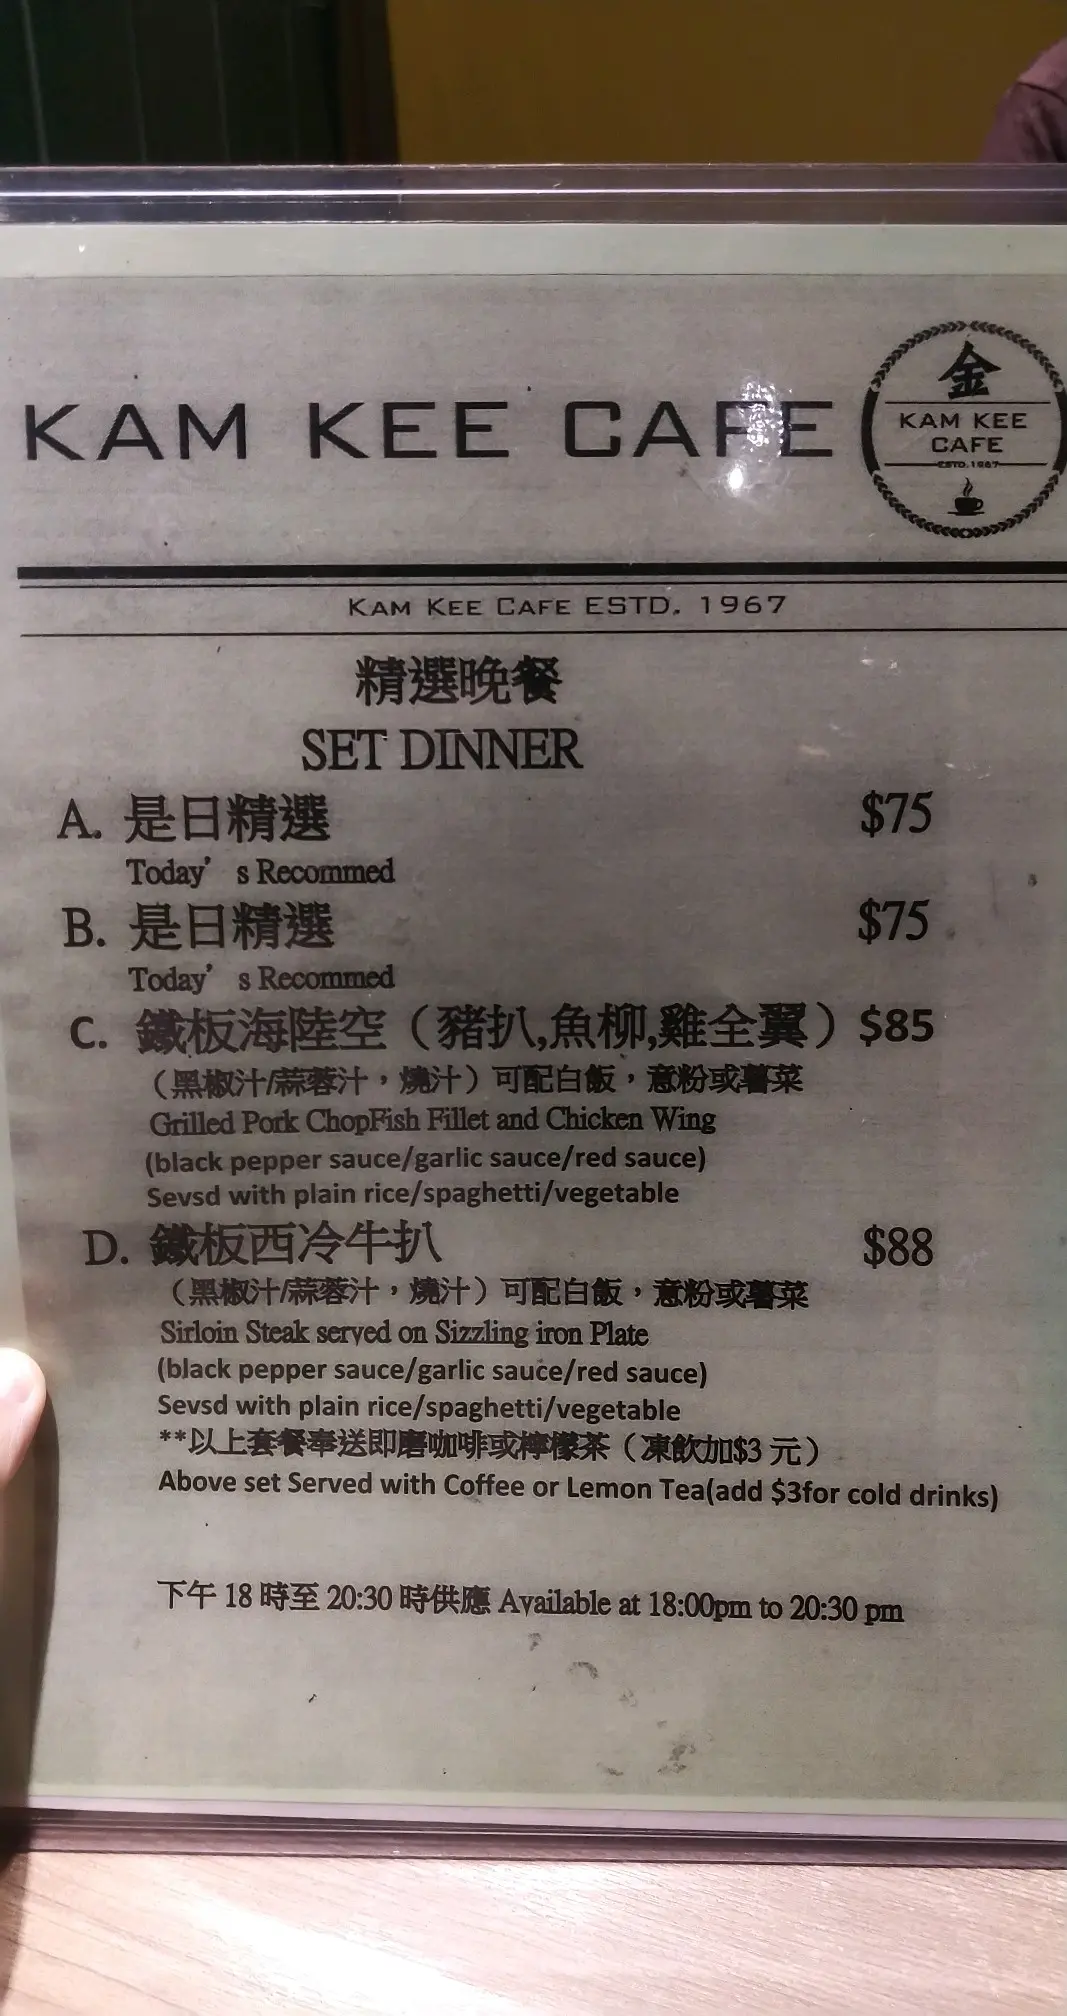 KAM KEE CAFE
金
KAM KEE
CAFE
ESTD.1967
KAM KEE CAFE ESTD. 1967
精選晚餐
SET DINNER
A. 是日精選 $75
Today’s Recommed
B. 是日精選 $75
Today’s Recommed
C. 鐵板海陸空（豬扒,魚柳,雞全翼）$85
（黑椒汁/蒜蓉汁，燒汁）可配白飯，意粉或薯菜
Grilled Pork ChopFish Fillet and Chicken Wing
(black pepper sauce/garlic sauce/red sauce)
Sevsd with plain rice/spaghetti/vegetable
D. 鐵板西冷牛扒 $88
（黑椒汁/蒜蓉汁，燒汁）可配白飯，意粉或薯菜
Sirloin Steak served on Sizzling iron Plate
(black pepper sauce/garlic sauce/red sauce)
Sevsd with plain rice/spaghetti/vegetable
**以上套餐奉送即磨咖啡或檸檬茶（凍飲加$3 元）
Above set Served with Coffee or Lemon Tea(add $3for cold drinks)
下午 18 時至 20:30 時供應 Available at 18:00pm to 20:30 pm